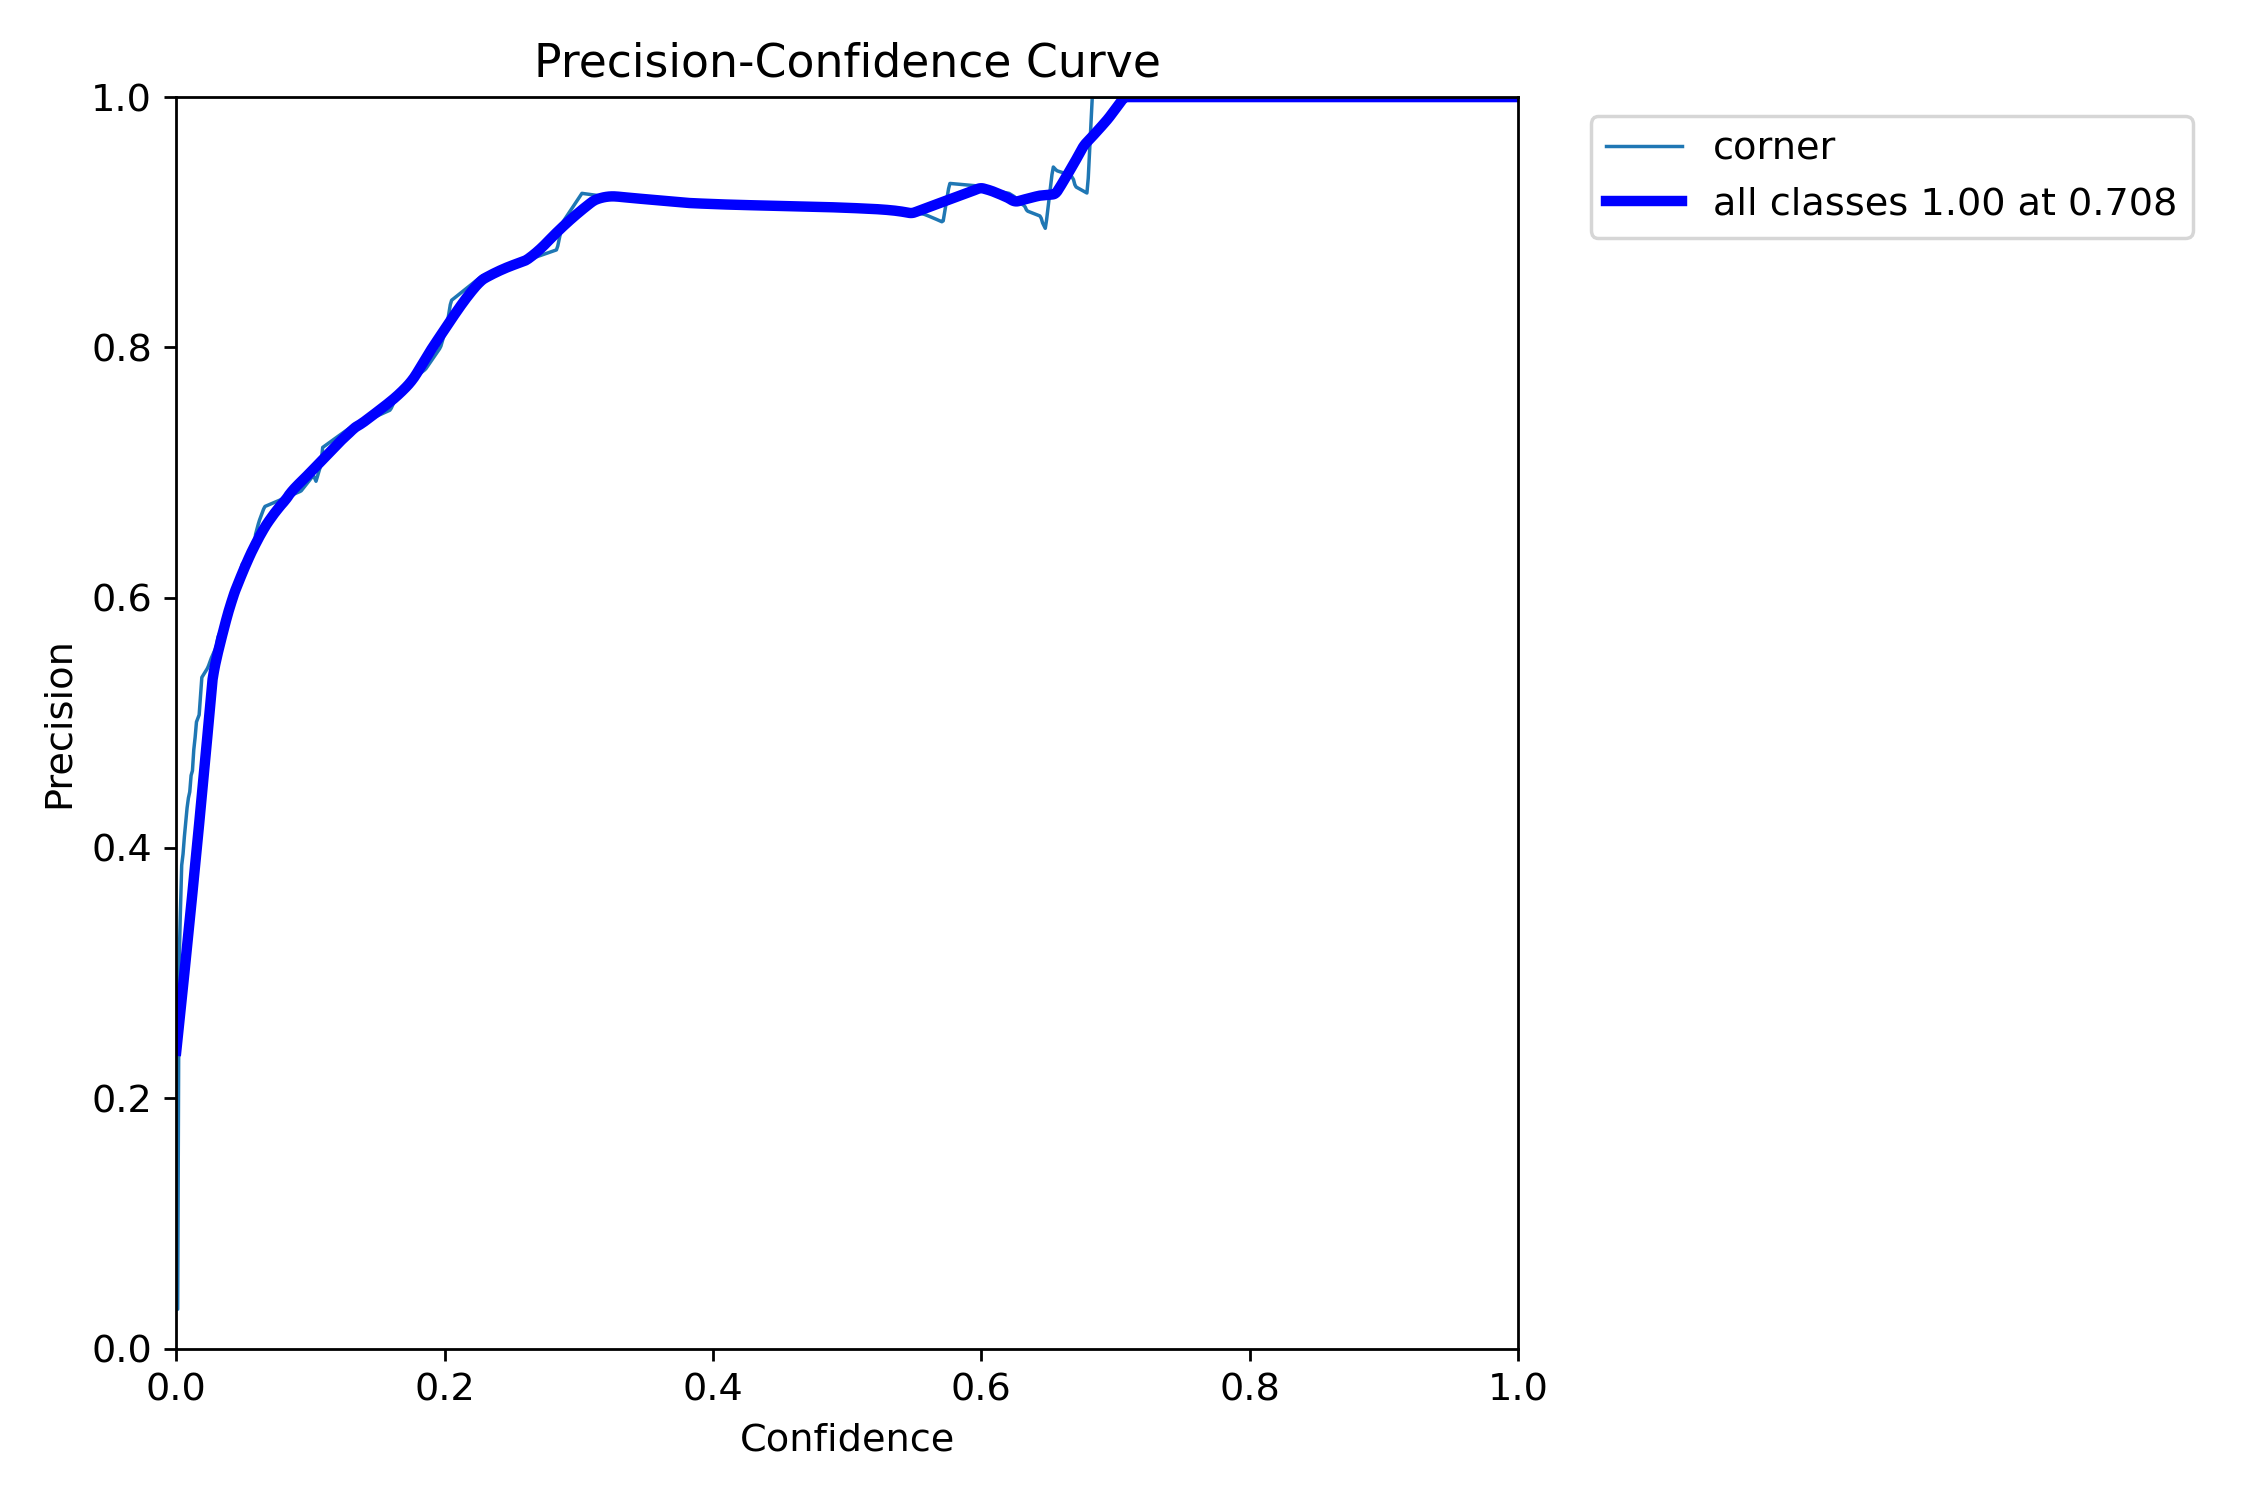 Precision-Confidence Curve
1.0
0.8
0.6
0.4
0.2
0.0
Precision
0.0 0.2 0.4 0.6 0.8 1.0
Confidence
corner
all classes 1.00 at 0.708